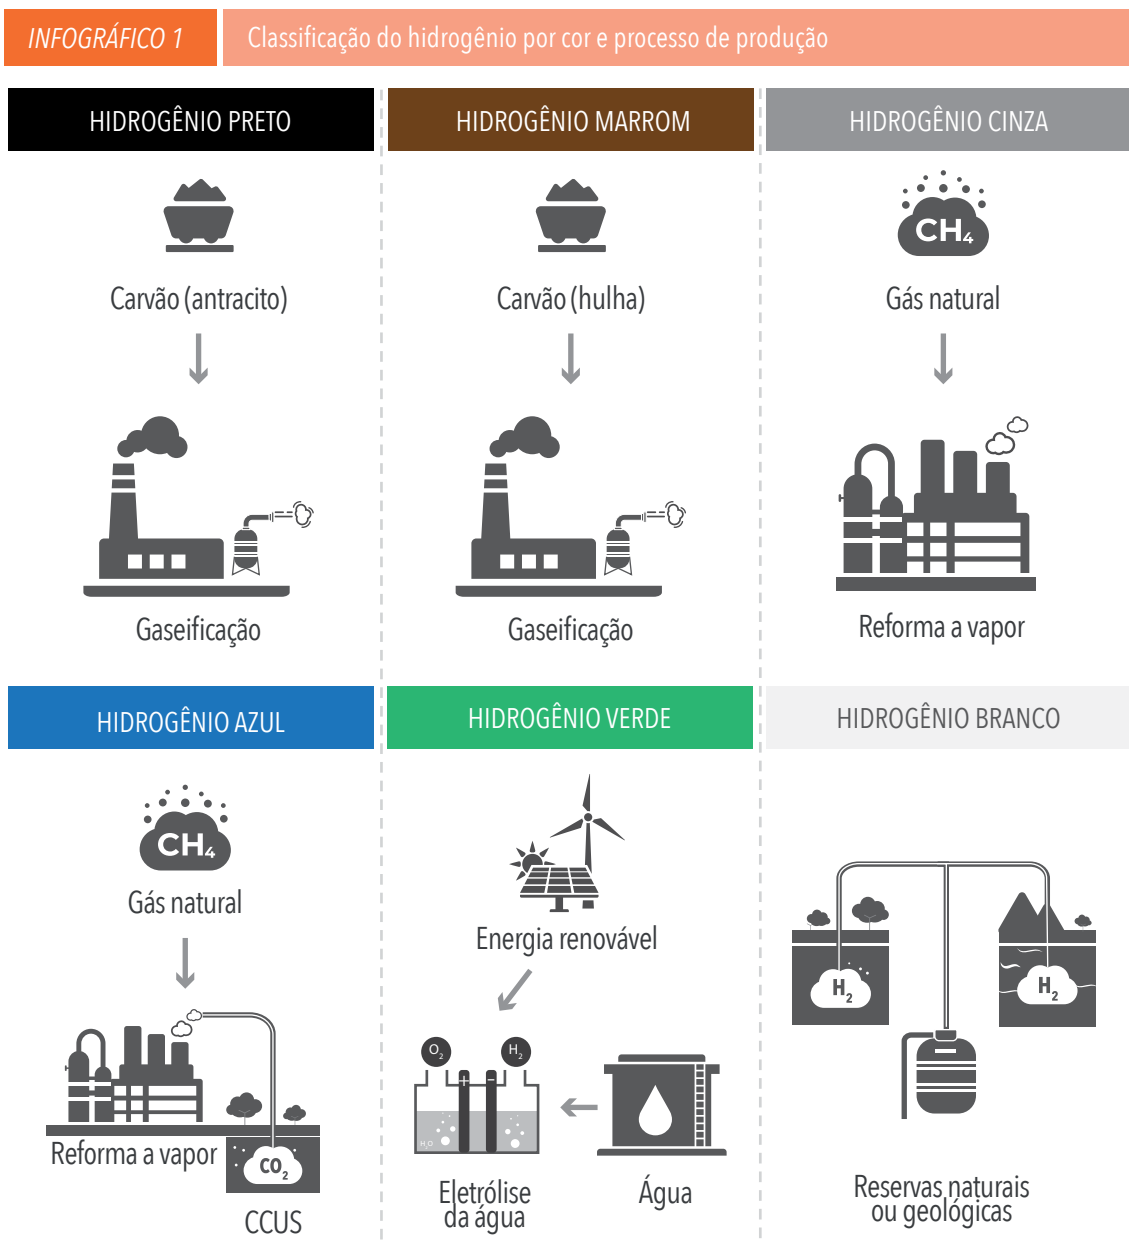 INFOGRÁFICO 1
Classificação do hidrogênio por cor e processo de produção
HIDROGÊNIO PRETO
Carvão (antracito)
Gaseificação
HIDROGÊNIO MARROM
Carvão (hulha)
Gaseificação
HIDROGÊNIO CINZA
CH4
Gás natural
Reforma a vapor
HIDROGÊNIO AZUL
CH4
Gás natural
Reforma a vapor
CO2
CCUS
HIDROGÊNIO VERDE
Energia renovável
O2
H2
+
−
H2O
Eletrólise
da água
Água
HIDROGÊNIO BRANCO
H2
H2
Reservas naturais
ou geológicas